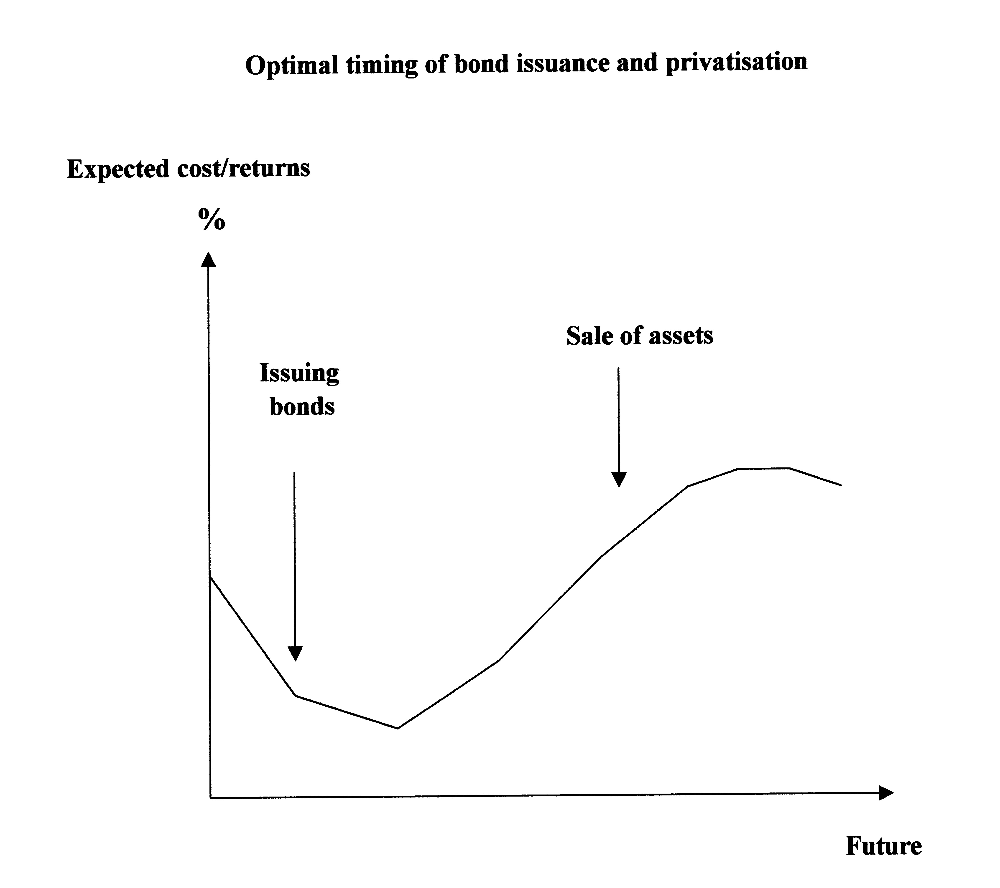 Optimal timing of bond issuance and privatisation
Expected cost/returns
%
Sale of assets
Issuing
bonds
Future